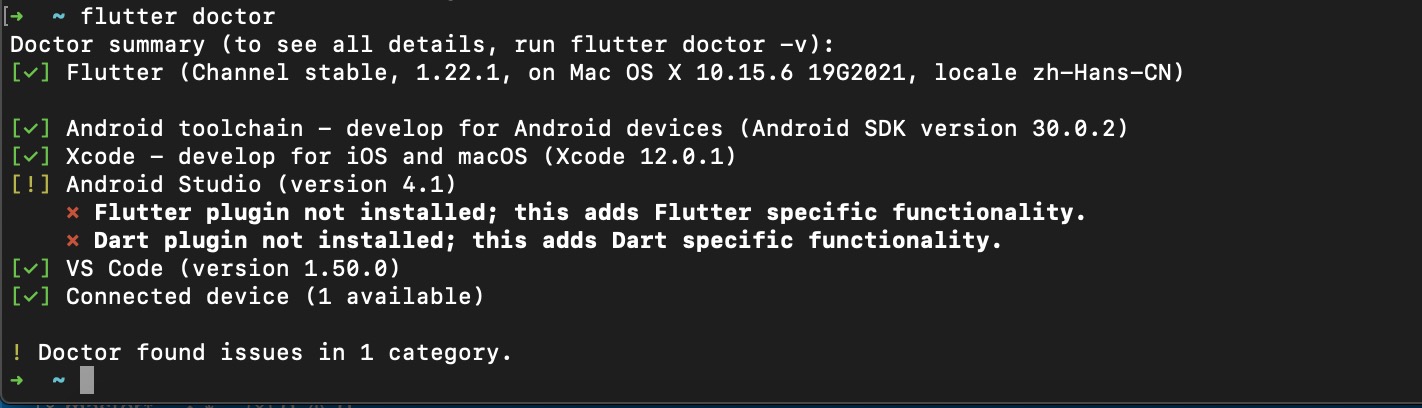 [➜ ~ flutter doctor
Doctor summary (to see all details, run flutter doctor -v):
[✓] Flutter (Channel stable, 1.22.1, on Mac OS X 10.15.6 19G2021, locale zh-Hans-CN)
[✓] Android toolchain - develop for Android devices (Android SDK version 30.0.2)
[✓] Xcode - develop for iOS and macOS (Xcode 12.0.1)
[!] Android Studio (version 4.1)
✗ Flutter plugin not installed; this adds Flutter specific functionality.
✗ Dart plugin not installed; this adds Dart specific functionality.
[✓] VS Code (version 1.50.0)
[✓] Connected device (1 available)
! Doctor found issues in 1 category.
➜ ~